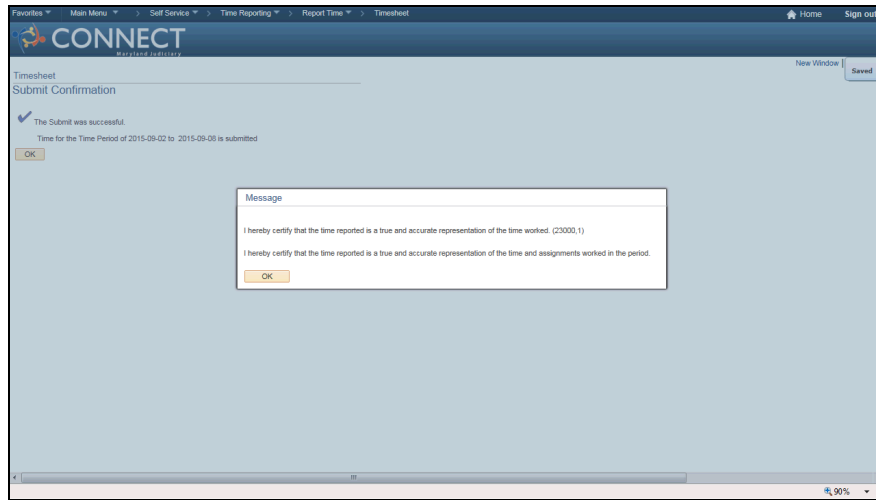 Favorites Main Menu > Self Service > Time Reporting > Report Time > Timesheet Home Sign out
CONNECT
Maryland Judiciary
New Window |
Saved
Timesheet
Submit Confirmation
The Submit was successful.
Time for the Time Period of 2015-09-02 to 2015-09-08 is submitted
OK
Message
I hereby certify that the time reported is a true and accurate representation of the time worked. (23000,1)
I hereby certify that the time reported is a true and accurate representation of the time and assignments worked in the period.
OK
90%